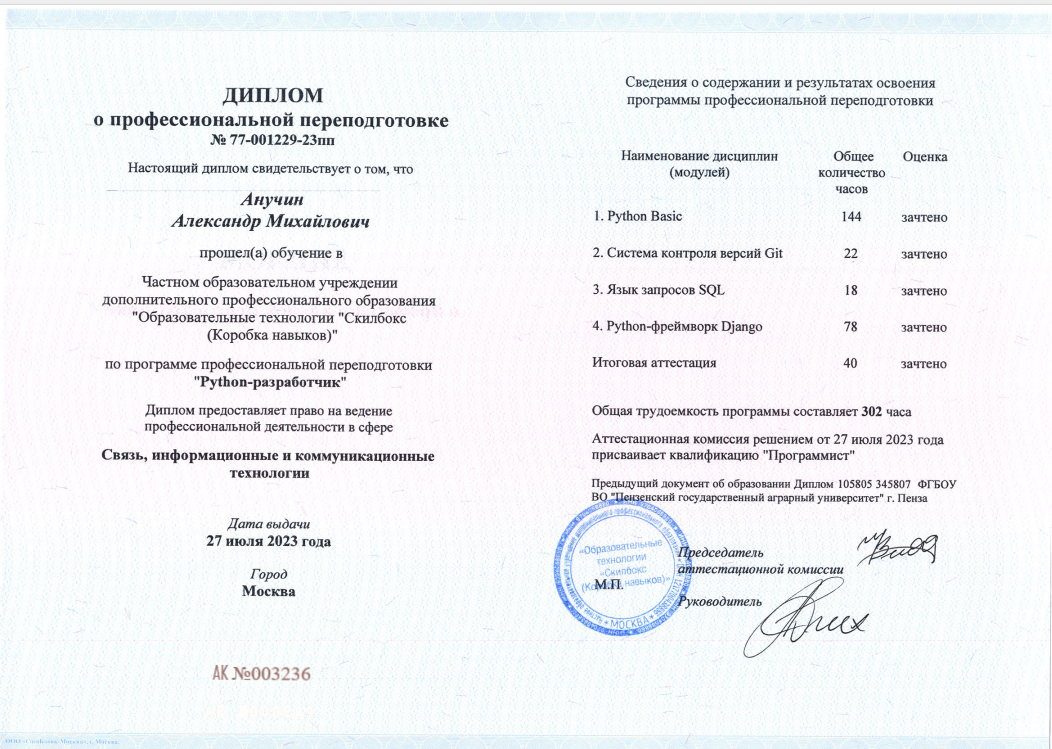 ДИПЛОМ
о профессиональной переподготовке
№ 77-001229-23пп
Настоящий диплом свидетельствует о том, что
Анучин
Александр Михайлович
прошел(а) обучение в
Частном образовательном учреждении
дополнительного профессионального образования
"Образовательные технологии "Скилбокс
(Коробка навыков)"
по программе профессиональной переподготовки
"Python-разработчик"
Диплом предоставляет право на ведение
профессиональной деятельности в сфере
Связь, информационные и коммуникационные
технологии
Дата выдачи
27 июля 2023 года
Город
Москва
АК №003236
Сведения о содержании и результатах освоения
программы профессиональной переподготовки
Наименование дисциплин
(модулей)
Общее
количество
часов
Оценка
1. Python Basic 144 зачтено
2. Система контроля версий Git 22 зачтено
3. Язык запросов SQL 18 зачтено
4. Python-фреймворк Django 78 зачтено
Итоговая аттестация 40 зачтено
Общая трудоемкость программы составляет 302 часа
Аттестационная комиссия решением от 27 июля 2023 года
присваивает квалификацию "Программист"
Предыдущий документ об образовании Диплом 105805 345807 ФГБОУ
ВО "Пензенский государственный аграрный университет" г. Пенза
«Образовательные
технологии
«Скилбокс
(Коробка навыков)»
МОСКВА
М.П.
Председатель
аттестационной комиссии
Руководитель